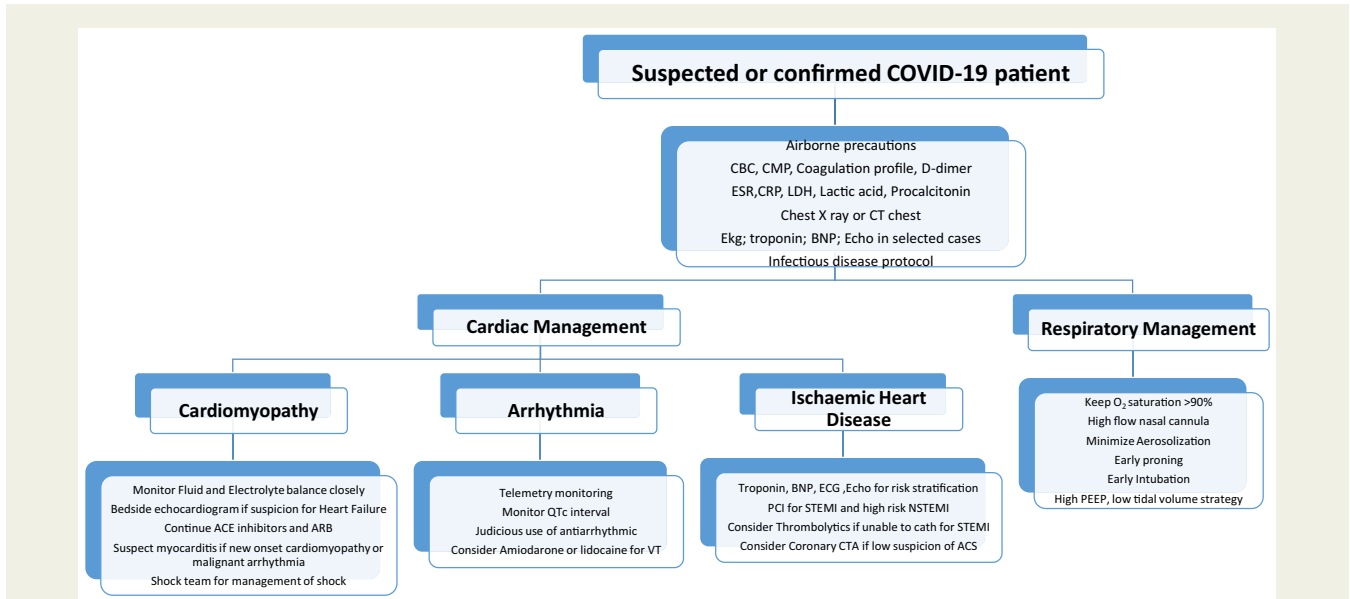 Suspected or confirmed COVID-19 patient
Airborne precautions
CBC, CMP, Coagulation profile, D-dimer
ESR,CRP, LDH, Lactic acid, Procalcitonin
Chest X ray or CT chest
Ekg; troponin; BNP; Echo in selected cases
Infectious disease protocol
Cardiac Management
Respiratory Management
Cardiomyopathy
Arrhythmia
Ischaemic Heart
Disease
Monitor Fluid and Electrolyte balance closely
Bedside echocardiogram if suspicion for Heart Failure
Continue ACE inhibitors and ARB
Suspect myocarditis if new onset cardiomyopathy or
malignant arrhythmia
Shock team for management of shock
Telemetry monitoring
Monitor QTc interval
Judicious use of antiarrhythmic
Consider Amiodarone or lidocaine for VT
Troponin, BNP, ECG ,Echo for risk stratification
PCI for STEMI and high risk NSTEMI
Consider Thrombolytics if unable to cath for STEMI
Consider Coronary CTA if low suspicion of ACS
Keep O₂ saturation >90%
High flow nasal cannula
Minimize Aerosolization
Early proning
Early Intubation
High PEEP, low tidal volume strategy